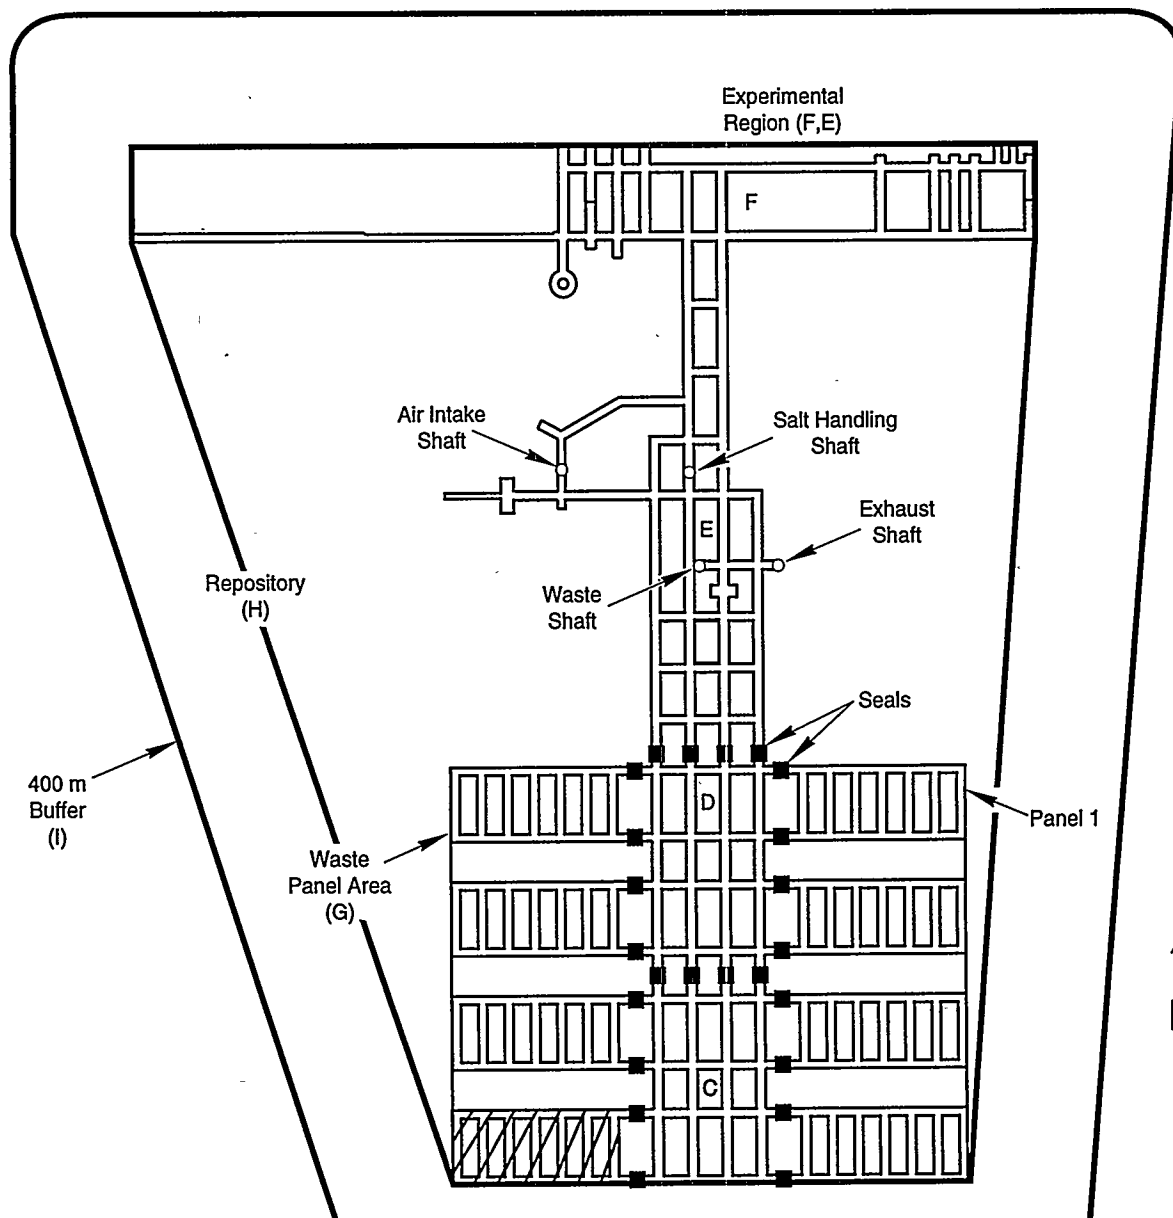 Experimental
Region (F,E)
F
Air Intake
Shaft
Salt Handling
Shaft
Exhaust
Shaft
E
Repository
(H)
Waste
Shaft
Seals
400 m
Buffer
(I)
D
Panel 1
Waste
Panel Area
(G)
C